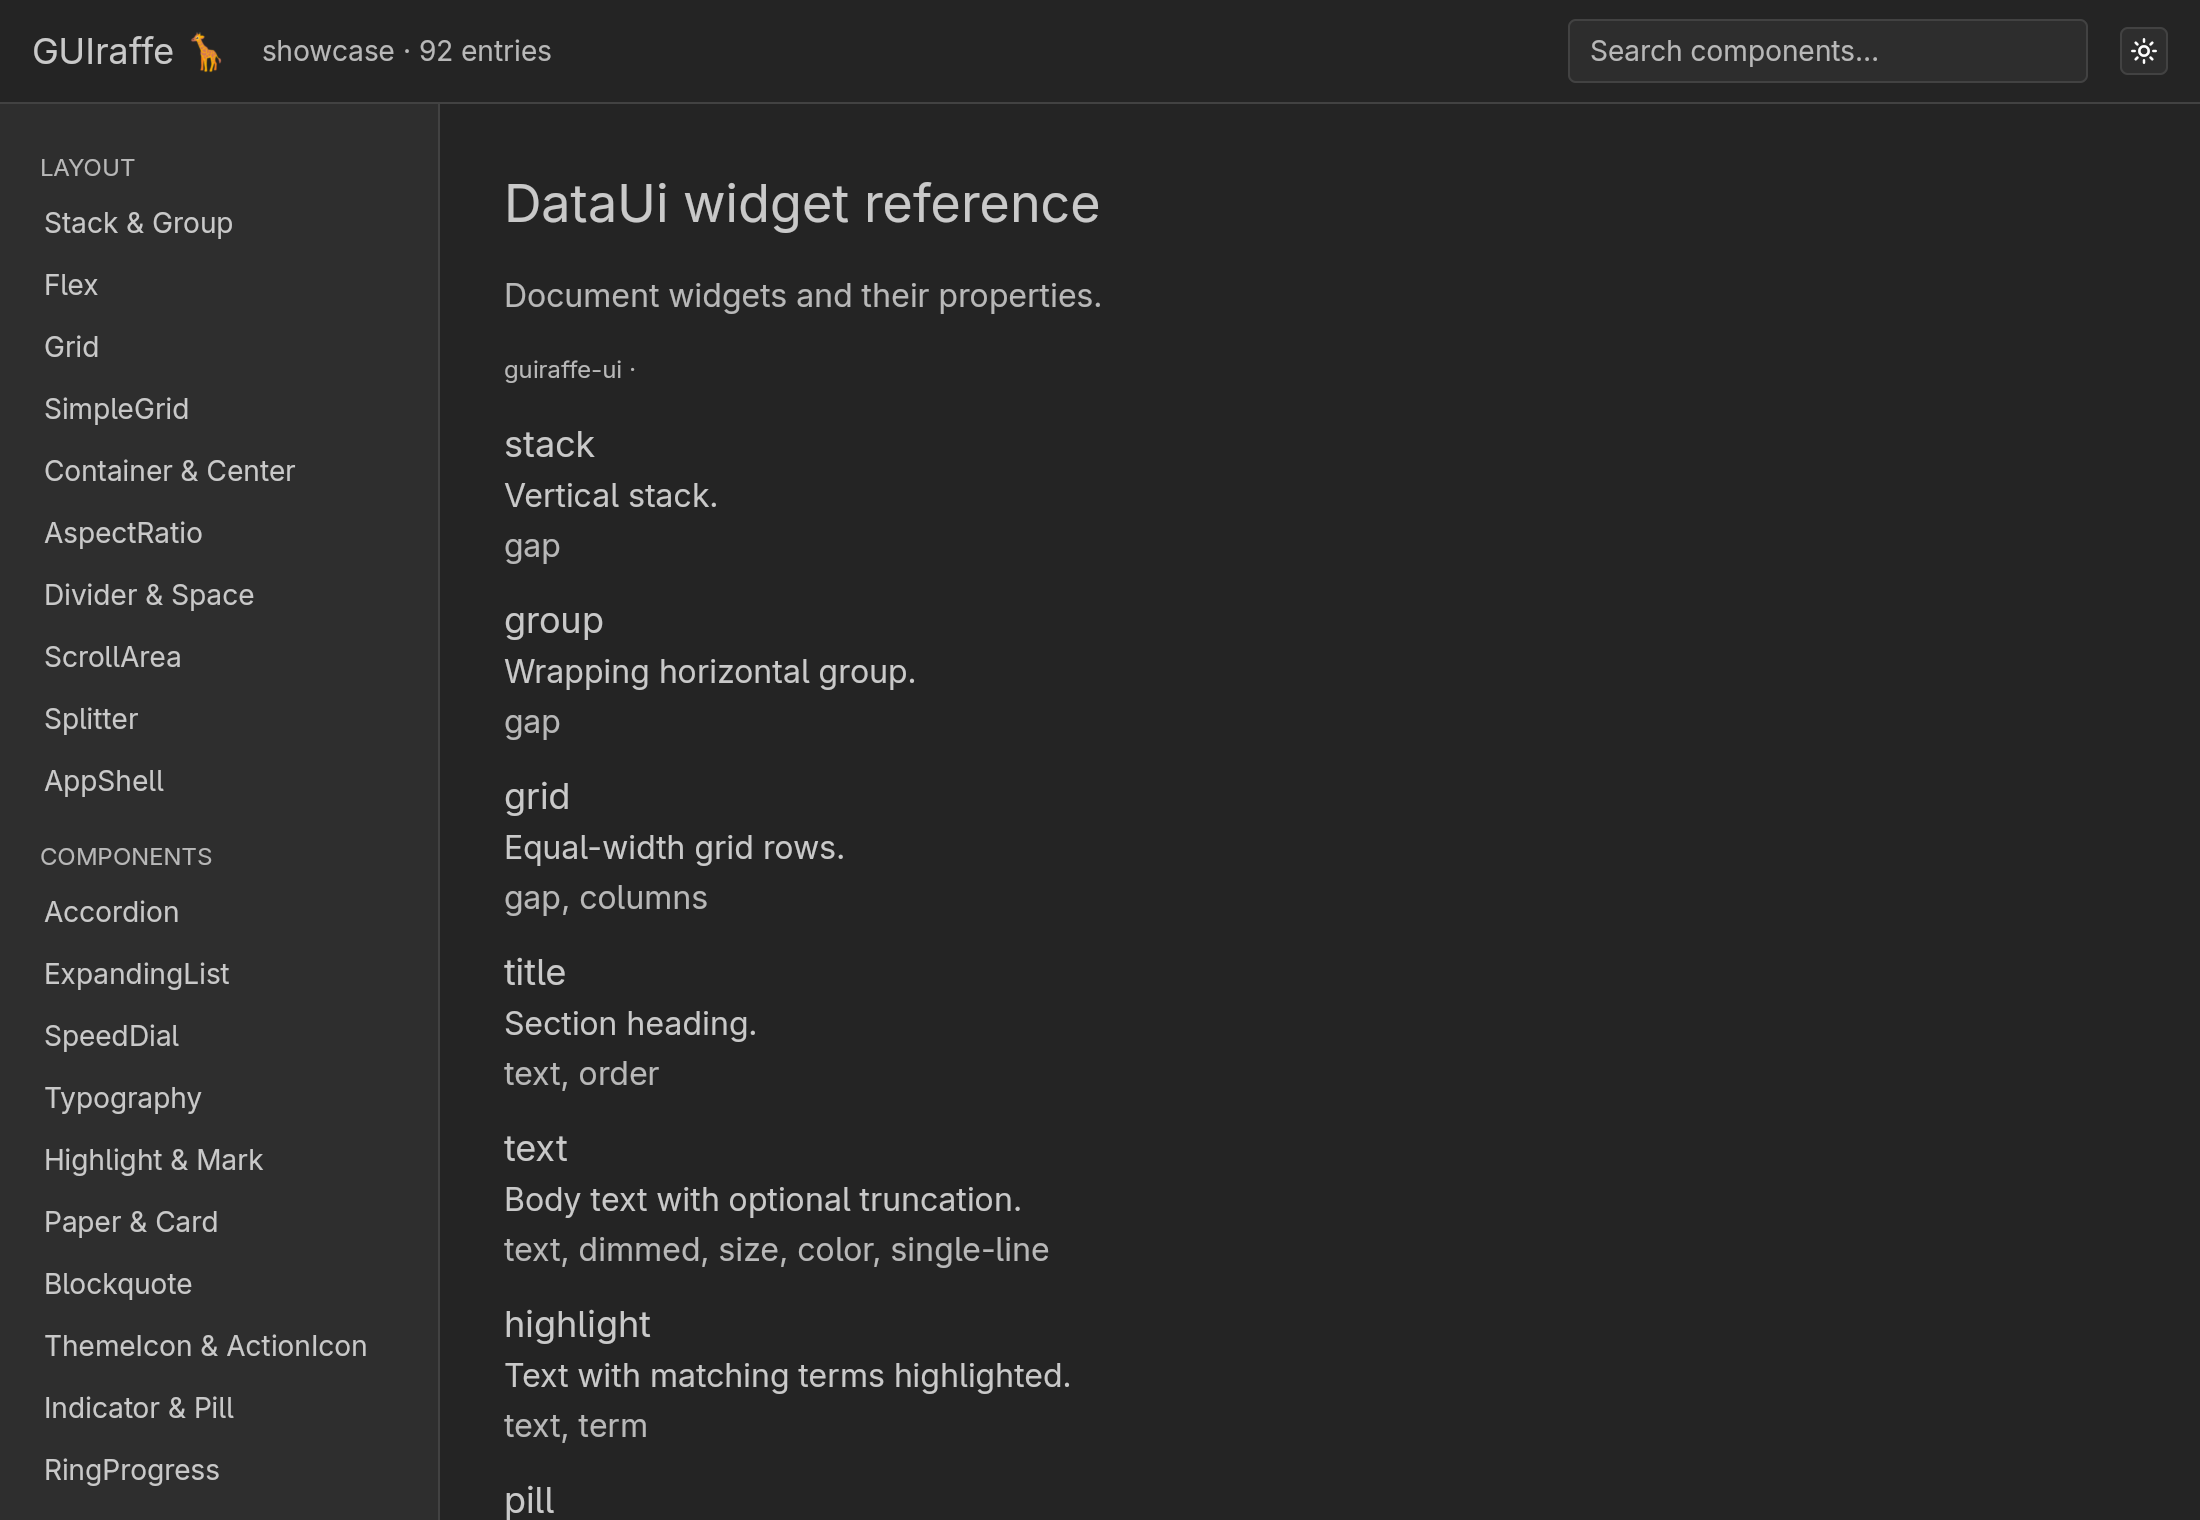 GUIraffe 🦒 showcase · 92 entries
Search components...
LAYOUT
Stack & Group
Flex
Grid
SimpleGrid
Container & Center
AspectRatio
Divider & Space
ScrollArea
Splitter
AppShell
COMPONENTS
Accordion
ExpandingList
SpeedDial
Typography
Highlight & Mark
Paper & Card
Blockquote
ThemeIcon & ActionIcon
Indicator & Pill
RingProgress
DataUi widget reference
Document widgets and their properties.
guiraffe-ui ·
stack
Vertical stack.
gap
group
Wrapping horizontal group.
gap
grid
Equal-width grid rows.
gap, columns
title
Section heading.
text, order
text
Body text with optional truncation.
text, dimmed, size, color, single-line
highlight
Text with matching terms highlighted.
text, term
pill